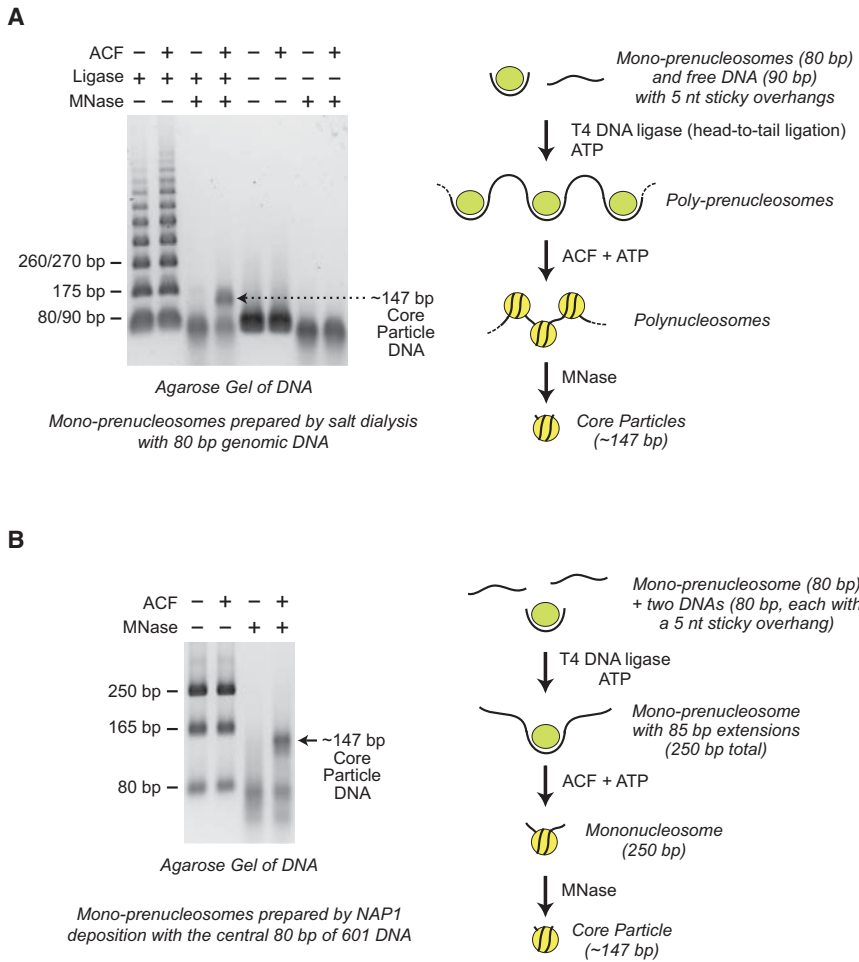 A
ACF – + – + – + – +
Ligase + + + + – – – –
MNase – – + + – – + +
260/270 bp –
175 bp –
80/90 bp –
~147 bp
Core
Particle
DNA
Agarose Gel of DNA
Mono-prenucleosomes prepared by salt dialysis
with 80 bp genomic DNA
Mono-prenucleosomes (80 bp)
and free DNA (90 bp)
with 5 nt sticky overhangs
T4 DNA ligase (head-to-tail ligation)
ATP
Poly-prenucleosomes
ACF + ATP
Polynucleosomes
MNase
Core Particles
(~147 bp)
B
ACF – + – +
MNase – – + +
250 bp –
165 bp –
80 bp –
~147 bp
Core
Particle
DNA
Agarose Gel of DNA
Mono-prenucleosomes prepared by NAP1
deposition with the central 80 bp of 601 DNA
Mono-prenucleosome (80 bp)
+ two DNAs (80 bp, each with
a 5 nt sticky overhang)
T4 DNA ligase
ATP
Mono-prenucleosome
with 85 bp extensions
(250 bp total)
ACF + ATP
Mononucleosome
(250 bp)
MNase
Core Particle
(~147 bp)